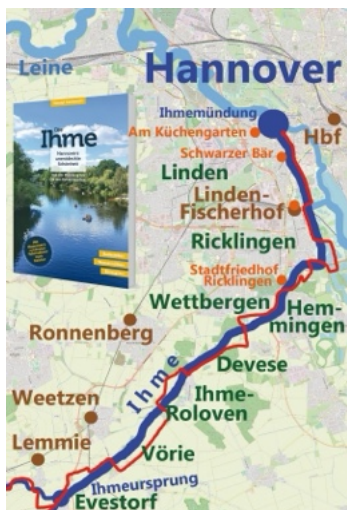 Leine
Hannover
Ihme
Ihmemündung
Am Küchengarten
Hbf
Schwarzer Bär
Linden
Linden-
Fischerhof
Ricklingen
Stadtfriedhof
Ricklingen
Wettbergen
Hem-
mingen
Ronnenberg
Devese
Ihme
Ihme-
Roloven
Weetzen
Lemmie
Vörie
Ihmeursprung
Evestorf